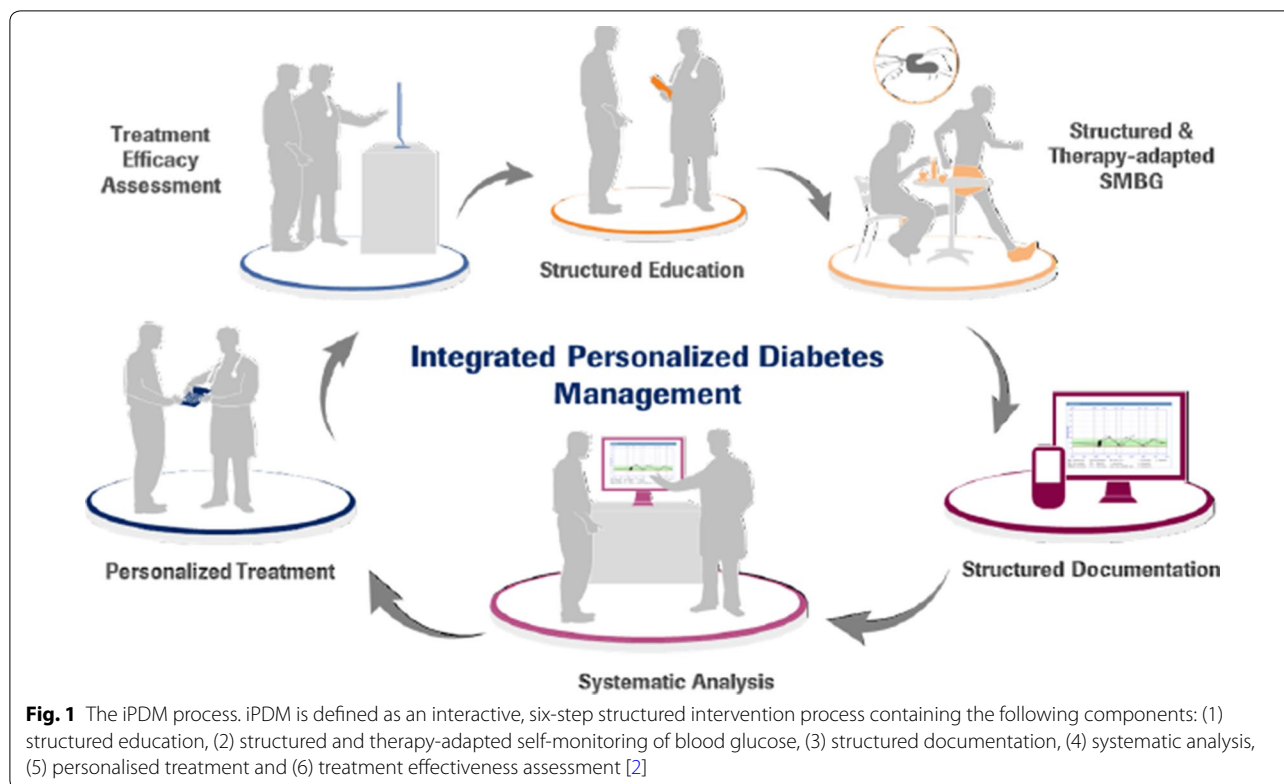 Treatment
Efficacy
Assessment
Structured Education
Structured &
Therapy-adapted
SMBG
Integrated Personalized Diabetes
Management
Personalized Treatment
Structured Documentation
Systematic Analysis
Fig. 1 The iPDM process. iPDM is defined as an interactive, six-step structured intervention process containing the following components: (1)
structured education, (2) structured and therapy-adapted self-monitoring of blood glucose, (3) structured documentation, (4) systematic analysis,
(5) personalised treatment and (6) treatment effectiveness assessment [2]